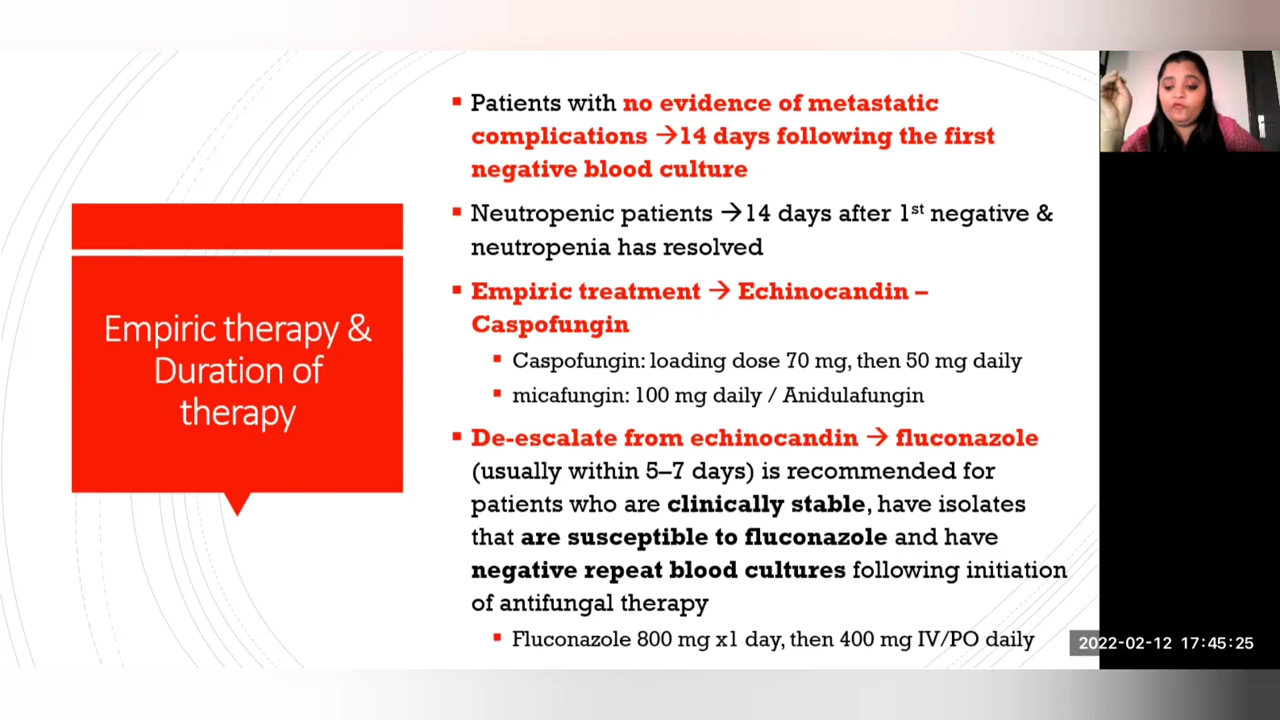 Empiric therapy &
Duration of
therapy
▪ Patients with no evidence of metastatic
complications →14 days following the first
negative blood culture
▪ Neutropenic patients →14 days after 1st negative &
neutropenia has resolved
▪ Empiric treatment → Echinocandin –
Caspofungin
▪ Caspofungin: loading dose 70 mg, then 50 mg daily
▪ micafungin: 100 mg daily / Anidulafungin
▪ De-escalate from echinocandin → fluconazole
(usually within 5–7 days) is recommended for
patients who are clinically stable, have isolates
that are susceptible to fluconazole and have
negative repeat blood cultures following initiation
of antifungal therapy
▪ Fluconazole 800 mg x1 day, then 400 mg IV/PO daily
2022-02-12 17:45:25